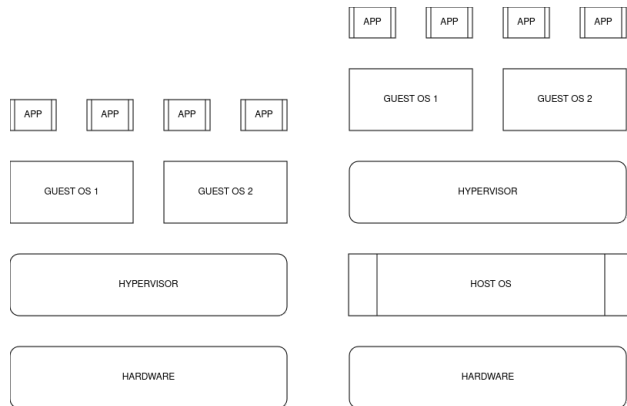 APP APP APP APP
GUEST OS 1 GUEST OS 2
HYPERVISOR
HARDWARE
APP APP APP APP
GUEST OS 1 GUEST OS 2
HYPERVISOR
HOST OS
HARDWARE